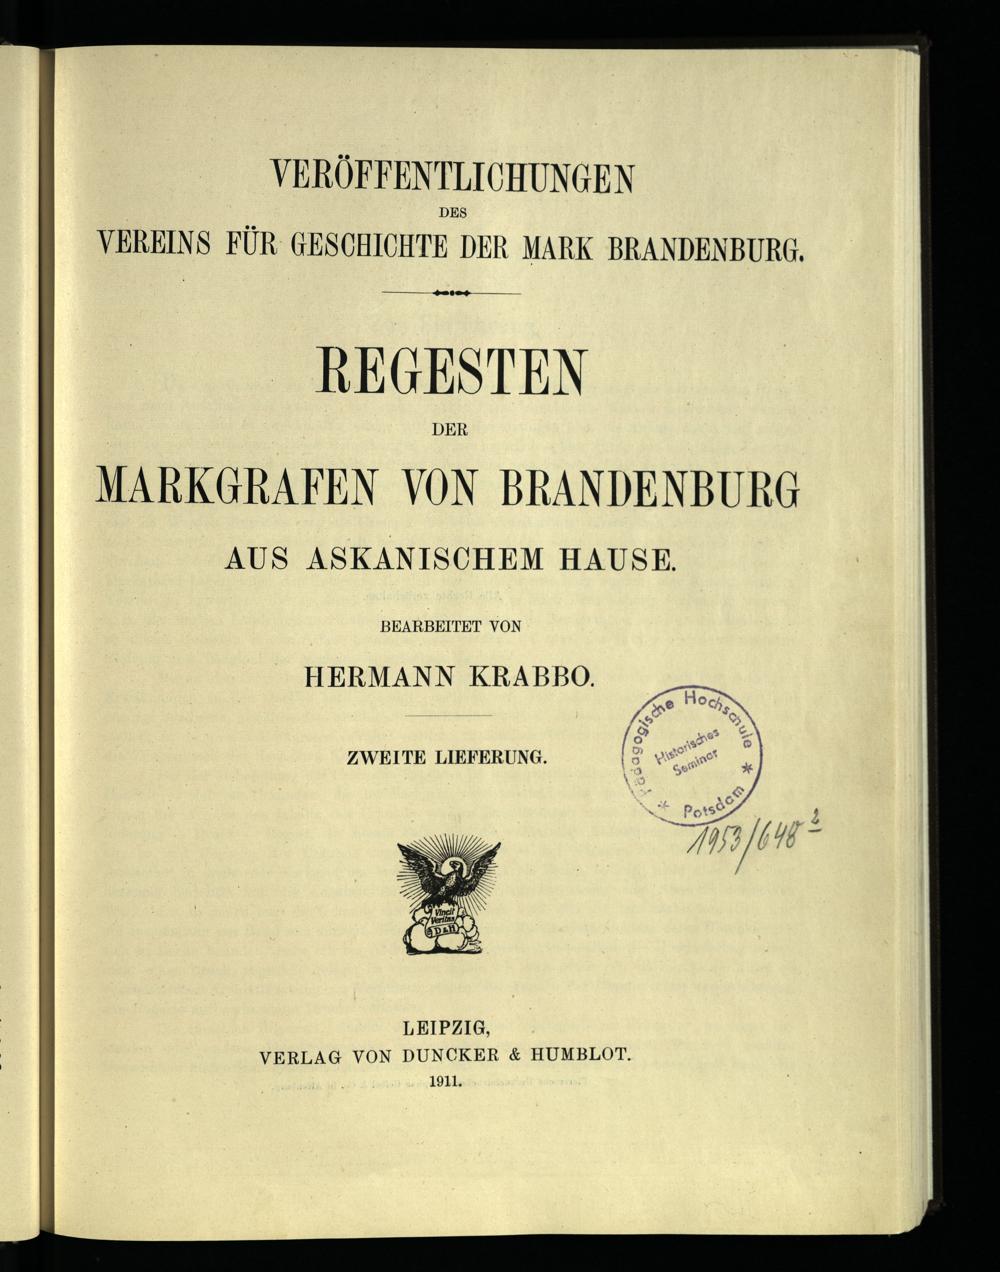 VERÖFFENTLICHUNGEN
DES
VEREINS FÜR GESCHICHTE DER MARK BRANDENBURG.
REGESTEN
DER
MARKGRAFEN VON BRANDENBURG
AUS ASKANISCHEM HAUSE.
BEARBEITET VON
HERMANN KRABBO.
ZWEITE LIEFERUNG.
Pädagogische Hochschule
Historisches
Seminar
* Potsdam *
1953/648 2
Vincit
Veritas
D&H
LEIPZIG,
VERLAG VON DUNCKER & HUMBLOT.
1911.